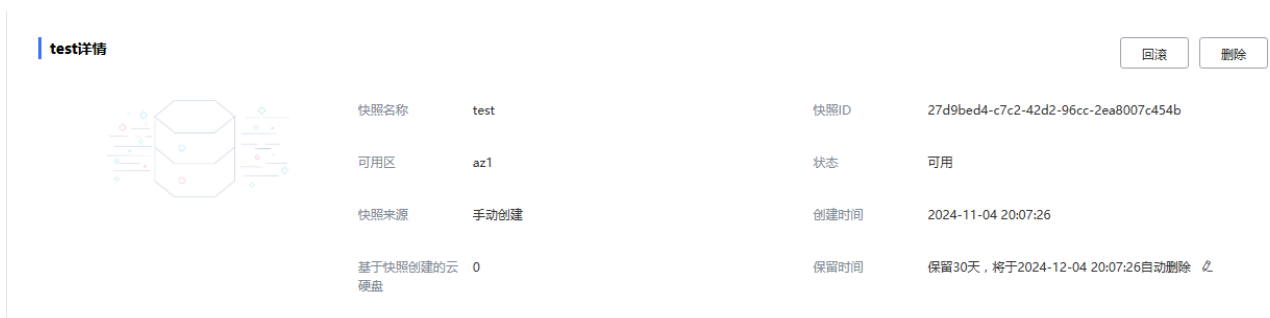 test详情
回滚 删除
快照名称 test 快照ID 27d9bed4-c7c2-42d2-96cc-2ea8007c454b
可用区 az1 状态 可用
快照来源 手动创建 创建时间 2024-11-04 20:07:26
基于快照创建的云 0 保留时间 保留30天，将于2024-12-04 20:07:26自动删除
硬盘